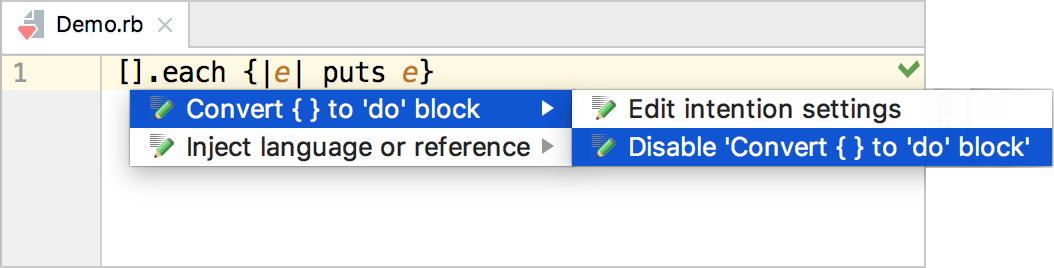 Demo.rb
1 [].each {|e| puts e}
Convert { } to 'do' block
Edit intention settings
Inject language or reference
Disable 'Convert { } to 'do' block'